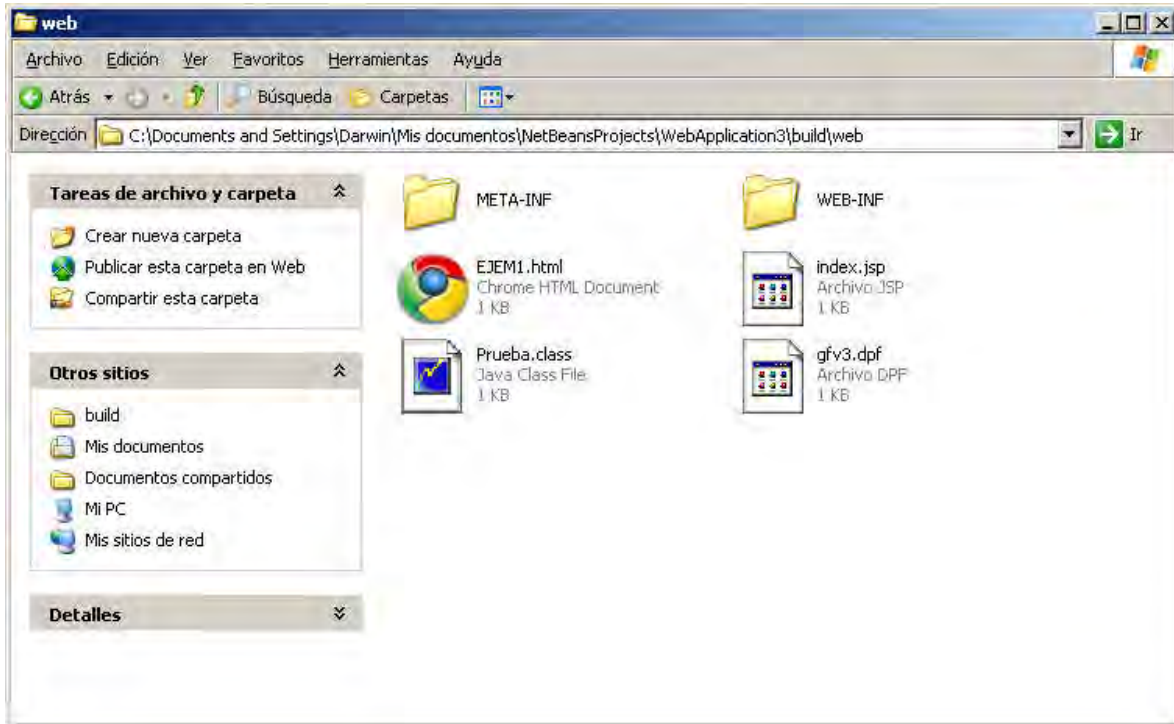 web
Archivo Edición Ver Favoritos Herramientas Ayuda
Atrás Búsqueda Carpetas
Dirección C:\Documents and Settings\Darwin\Mis documentos\NetBeansProjects\WebApplication3\build\web Ir
Tareas de archivo y carpeta
Crear nueva carpeta
Publicar esta carpeta en Web
Compartir esta carpeta
Otros sitios
build
Mis documentos
Documentos compartidos
Mi PC
Mis sitios de red
Detalles
META-INF
WEB-INF
EJEM1.html
Chrome HTML Document
1 KB
index.jsp
Archivo JSP
1 KB
Prueba.class
Java Class File
1 KB
gfv3.dpf
Archivo DPF
1 KB